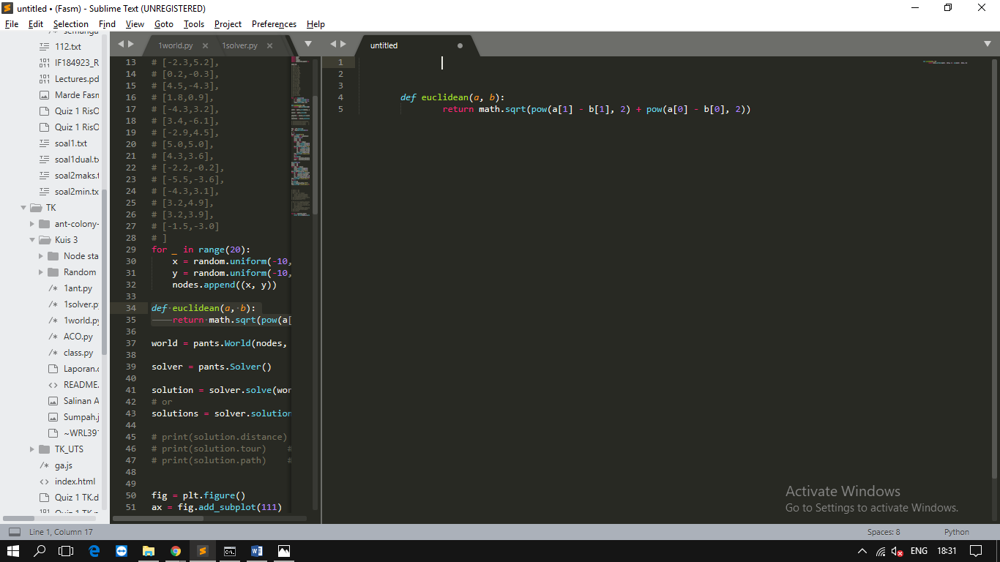 untitled • (Fasm) - Sublime Text (UNREGISTERED)
File Edit Selection Find View Goto Tools Project Preferences Help
112.txt
IF184923_R
Lectures.pd
Marde Fasm
Quiz 1 RisO
Quiz 1 RisO
soal1.txt
soal1dual.tx
soal2maks.t
soal2min.tx
TK
ant-colony-
Kuis 3
Node sta
Random
1ant.py
1solver.py
1world.py
ACO.py
class.py
Laporan.d
README.
Salinan A
Sumpah.j
~WRL397
TK_UTS
ga.js
index.html
Quiz 1 TK.d
1world.py × 1solver.py ×
13 # [-2.3,5.2],
14 # [0.2,-0.3],
15 # [4.5,-4.3],
16 # [1.8,0.9],
17 # [-4.3,3.2],
18 # [3.4,-6.1],
19 # [-2.9,4.5],
20 # [5.0,5.0],
21 # [4.3,3.6],
22 # [-2.2,-0.2],
23 # [-5.5,-3.6],
24 # [-4.3,3.1],
25 # [3.2,4.9],
26 # [3.2,3.9],
27 # [-1.5,-3.0]
28 # ]
29 for _ in range(20):
30 x = random.uniform(-10,
31 y = random.uniform(-10,
32 nodes.append((x, y))
33
34 def euclidean(a, b):
35 return math.sqrt(pow(a[
36
37 world = pants.World(nodes,
38
39 solver = pants.Solver()
40
41 solution = solver.solve(wor
42 # or
43 solutions = solver.solution
44
45 # print(solution.distance)
46 # print(solution.tour) #
47 # print(solution.path) #
48
49
50 fig = plt.figure()
51 ax = fig.add_subplot(111)
untitled
1
2
3
4 def euclidean(a, b):
5 return math.sqrt(pow(a[1] - b[1], 2) + pow(a[0] - b[0], 2))
Activate Windows
Go to Settings to activate Windows.
Line 1, Column 17
Spaces: 8 Python
ENG 18:31